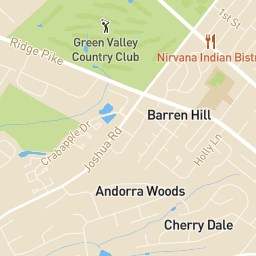 1st St
Green Valley
Country Club
Ridge Pike
Nirvana Indian Bist
Barren Hill
Crabapple Dr
Joshua Rd
Holly Ln
Andorra Woods
Cherry Dale